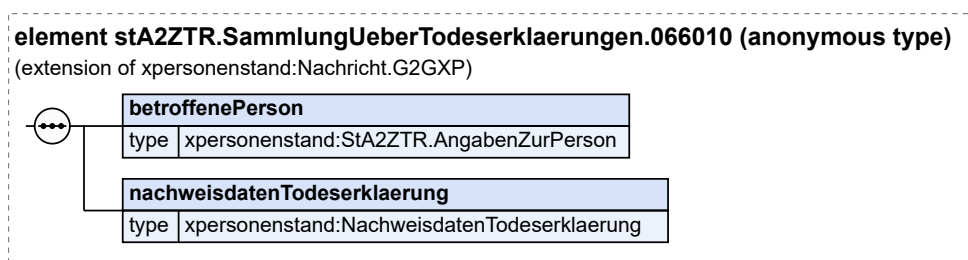 element stA2ZTR.SammlungUeberTodeserklaerungen.066010 (anonymous type)
(extension of xpersonenstand:Nachricht.G2GXP)
betroffenePerson
type xpersonenstand:StA2ZTR.AngabenZurPerson
nachweisdatenTodeserklaerung
type xpersonenstand:NachweisdatenTodeserklaerung